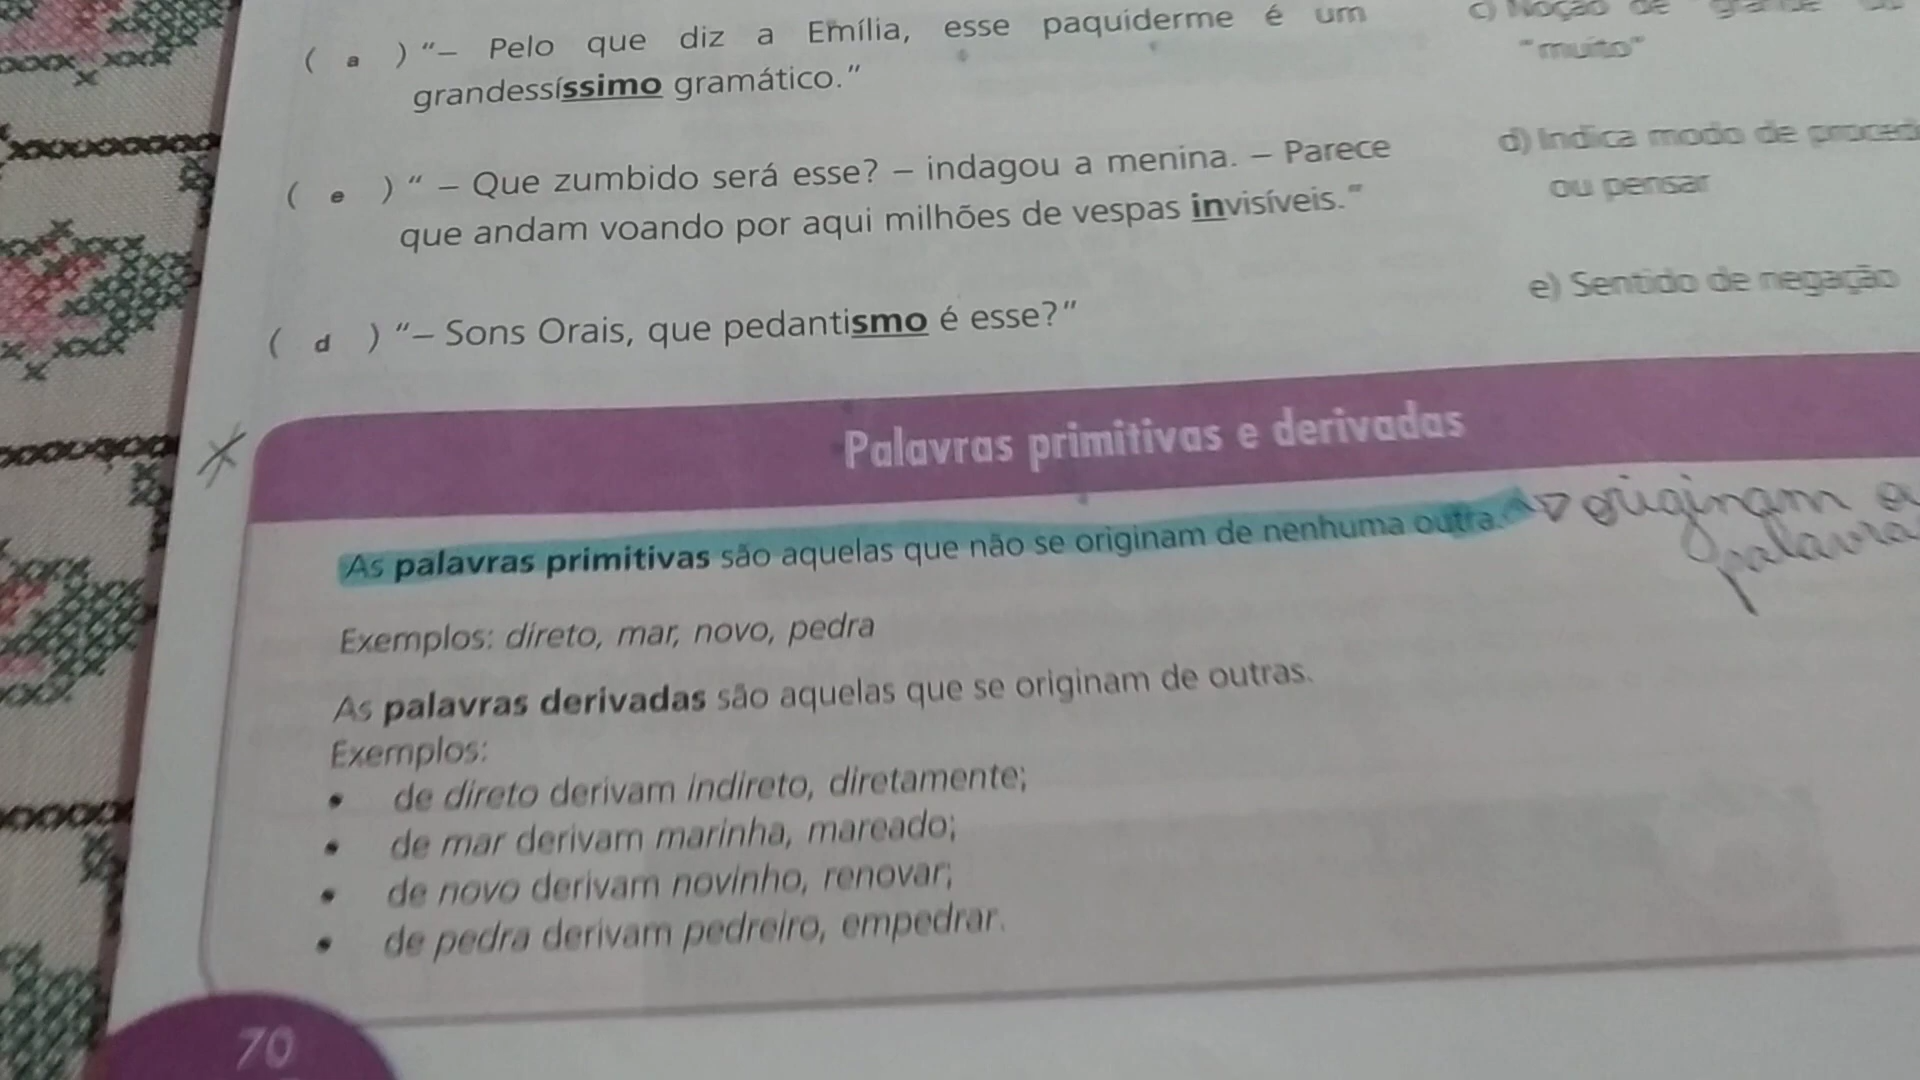 ( a ) “– Pelo que diz a Emília, esse paquiderme é um
grandessíssimo gramático.”
( e ) “ – Que zumbido será esse? – indagou a menina. – Parece
que andam voando por aqui milhões de vespas invisíveis.”
( d ) “– Sons Orais, que pedantismo é esse?”
c) Noção de
“muito”
d) Indica modo de
ou pensar
e) Sentido de negação
Palavras primitivas e derivadas
As palavras primitivas são aquelas que não se originam de nenhuma outra.
originam
palavra
Exemplos: direto, mar, novo, pedra
As palavras derivadas são aquelas que se originam de outras.
Exemplos:
• de direto derivam indireto, diretamente;
• de mar derivam marinha, mareado;
• de novo derivam novinho, renovar;
• de pedra derivam pedreiro, empedrar.
70